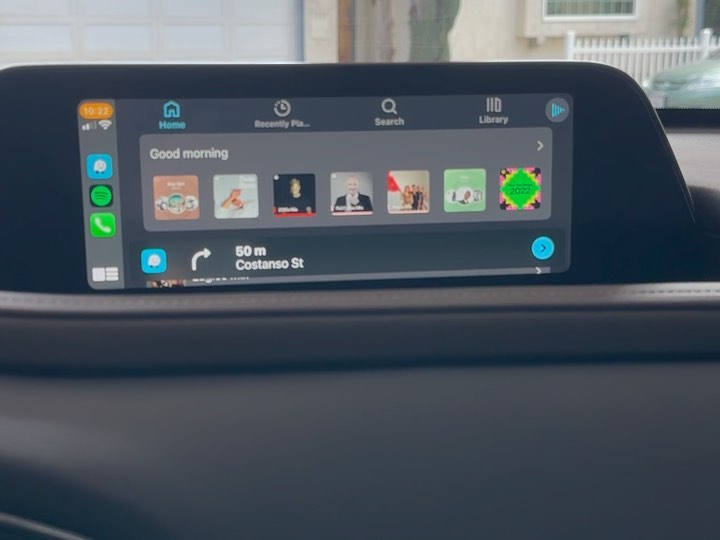 10:22
Home
Recently Pla...
Search
Library
Good morning
2022
50 m
Costanso St